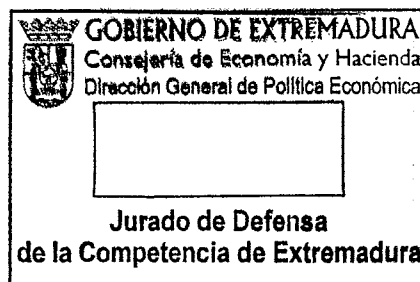 GOBIERNO DE EXTREMADURA
Consejería de Economía y Hacienda
Dirección General de Política Económica
Jurado de Defensa
de la Competencia de Extremadura